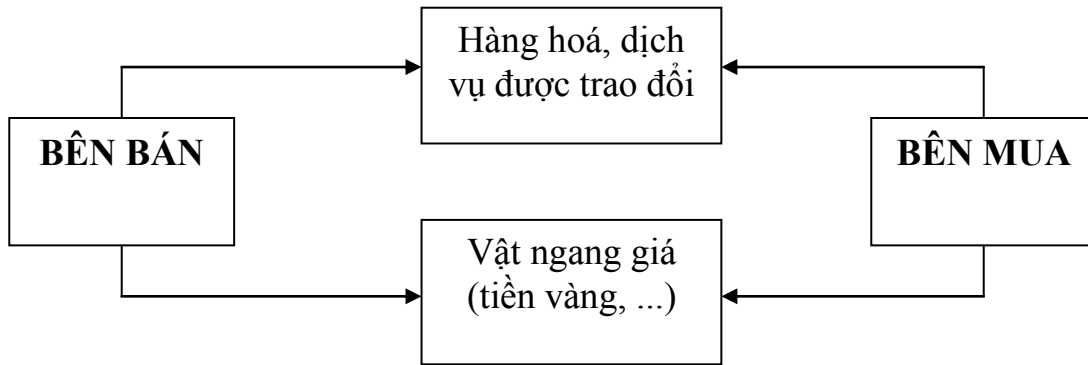 Hàng hoá, dịch
vụ được trao đổi
BÊN BÁN
BÊN MUA
Vật ngang giá
(tiền vàng, ...)